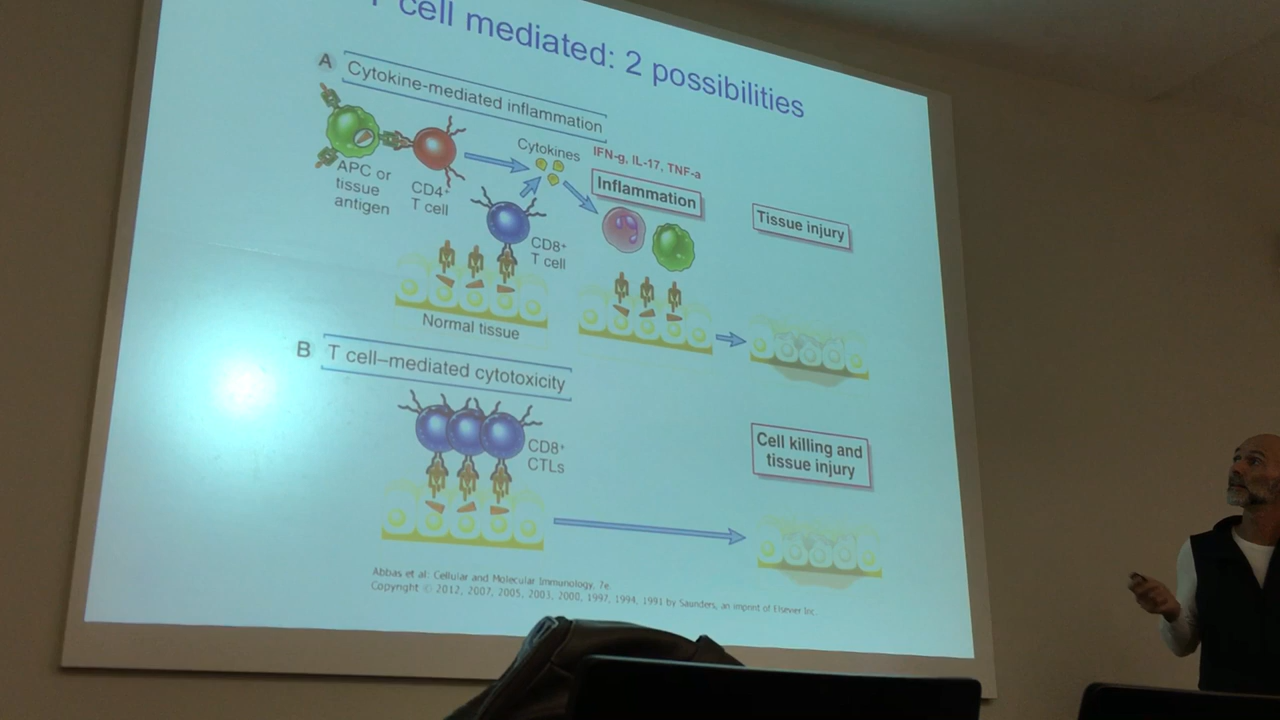 T cell mediated: 2 possibilities
A Cytokine-mediated inflammation
APC or
tissue
antigen
CD4+
T cell
Cytokines
IFN-g, IL-17, TNF-a
Inflammation
Tissue injury
CD8+
T cell
Normal tissue
B T cell–mediated cytotoxicity
CD8+
CTLs
Cell killing and
tissue injury
Abbas et al: Cellular and Molecular Immunology, 7e.
Copyright © 2012, 2007, 2005, 2003, 2000, 1997, 1994, 1991 by Saunders, an imprint of Elsevier Inc.